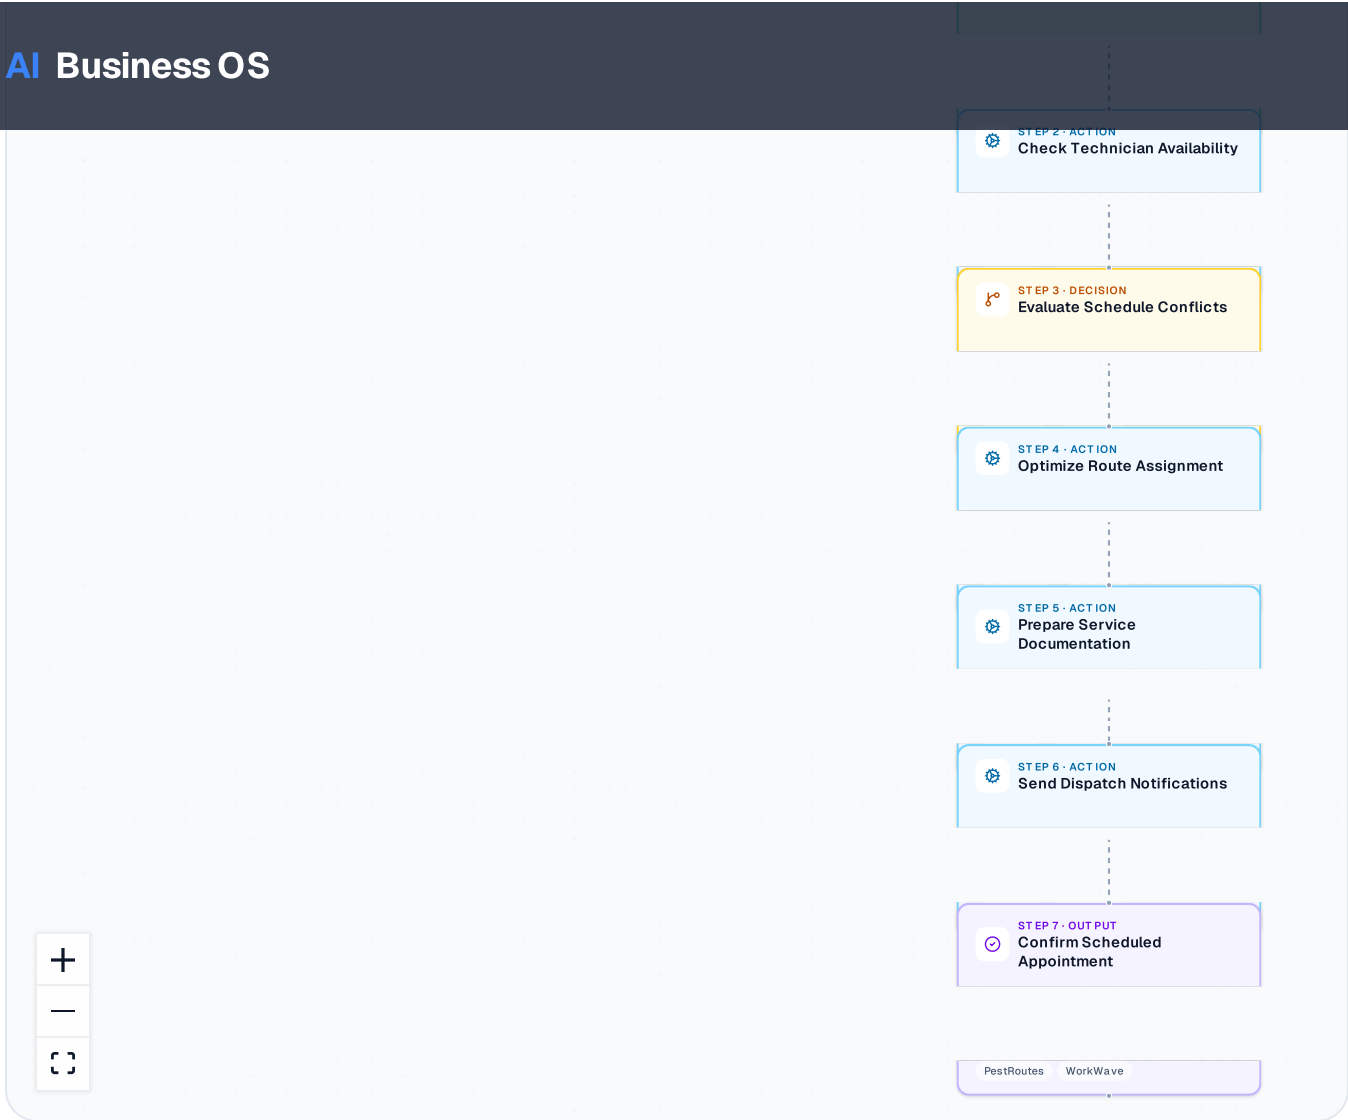 AI Business OS
STEP 2 · ACTION
Check Technician Availability
STEP 3 · DECISION
Evaluate Schedule Conflicts
STEP 4 · ACTION
Optimize Route Assignment
STEP 5 · ACTION
Prepare Service
Documentation
STEP 6 · ACTION
Send Dispatch Notifications
STEP 7 · OUTPUT
Confirm Scheduled
Appointment
PestRoutes WorkWave